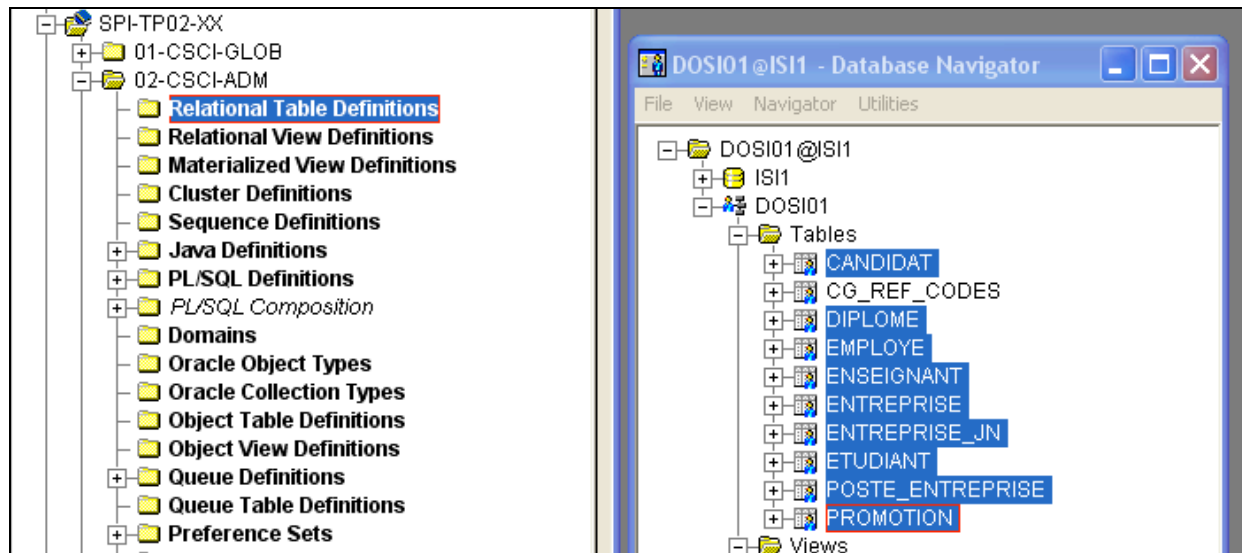 SPI-TP02-XX
01-CSCI-GLOB
02-CSCI-ADM
Relational Table Definitions
Relational View Definitions
Materialized View Definitions
Cluster Definitions
Sequence Definitions
Java Definitions
PL/SQL Definitions
PL/SQL Composition
Domains
Oracle Object Types
Oracle Collection Types
Object Table Definitions
Object View Definitions
Queue Definitions
Queue Table Definitions
Preference Sets
DOSI01@ISI1 - Database Navigator
File View Navigator Utilities
DOSI01@ISI1
ISI1
DOSI01
Tables
CANDIDAT
CG_REF_CODES
DIPLOME
EMPLOYE
ENSEIGNANT
ENTREPRISE
ENTREPRISE_JN
ETUDIANT
POSTE_ENTREPRISE
PROMOTION
Views